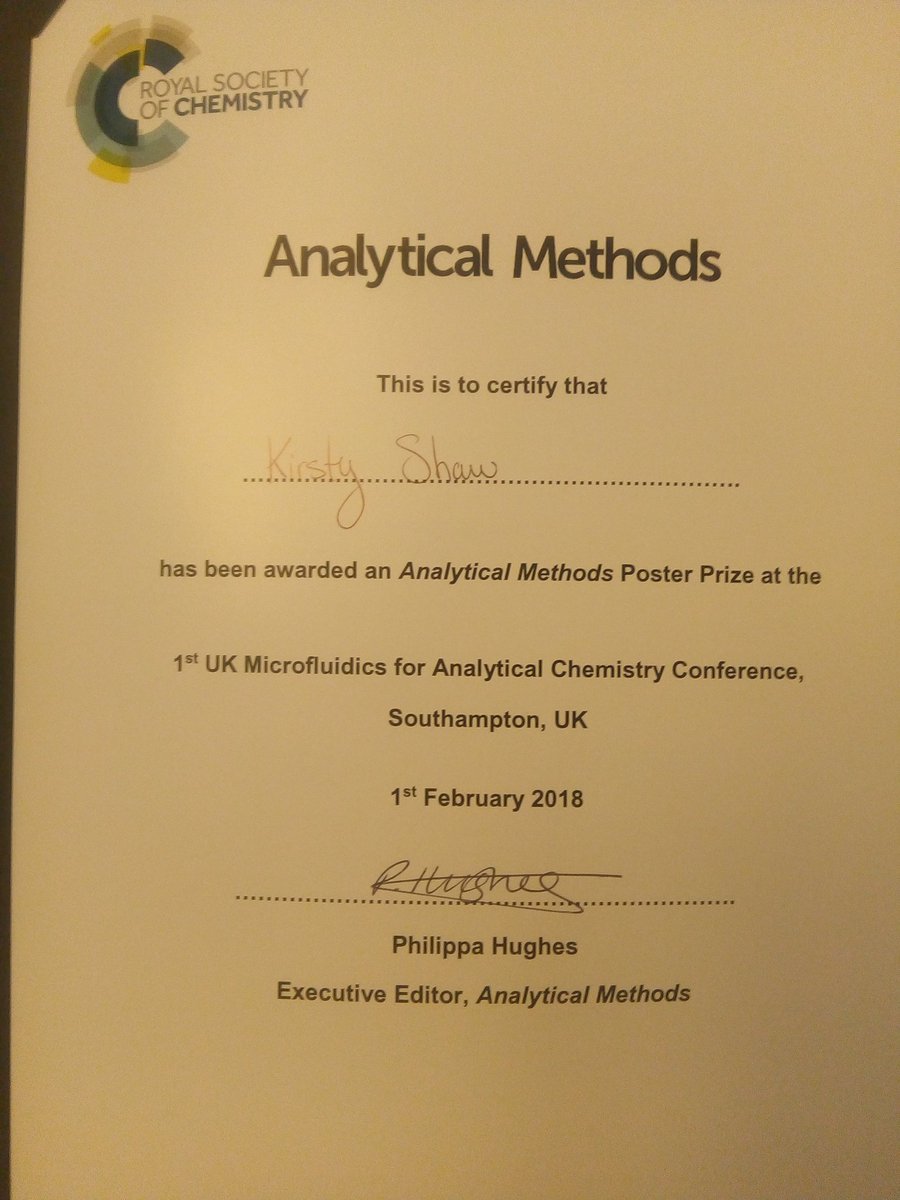 ROYAL SOCIETY
OF CHEMISTRY
Analytical Methods
This is to certify that
Kirsty Shaw
has been awarded an Analytical Methods Poster Prize at the
1st UK Microfluidics for Analytical Chemistry Conference,
Southampton, UK
1st February 2018
P. Hughes
Philippa Hughes
Executive Editor, Analytical Methods